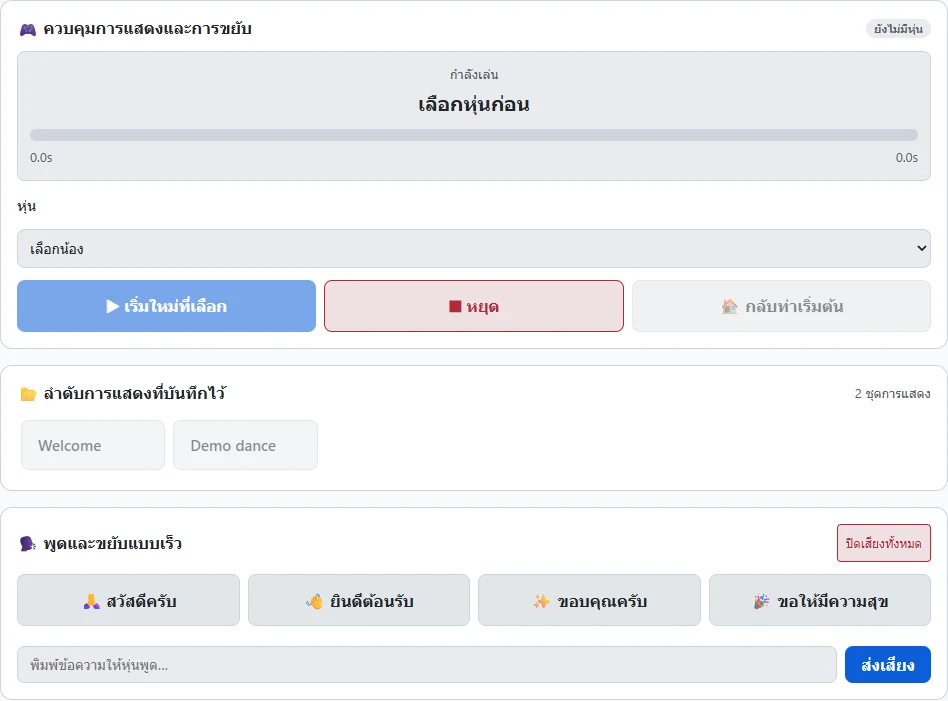 ควบคุมการแสดงและการขยับ
ยังไม่มีหุ่น
กำลังเล่น
เลือกหุ่นก่อน
0.0s
0.0s
หุ่น
เลือกน้อง
เริ่มใหม่ที่เลือก
หยุด
กลับท่าเริ่มต้น
ลำดับการแสดงที่บันทึกไว้
2 ชุดการแสดง
Welcome
Demo dance
พูดและขยับแบบเร็ว
ปิดเสียงทั้งหมด
สวัสดีครับ
ยินดีต้อนรับ
ขอบคุณครับ
ขอให้มีความสุข
พิมพ์ข้อความให้หุ่นพูด...
ส่งเสียง